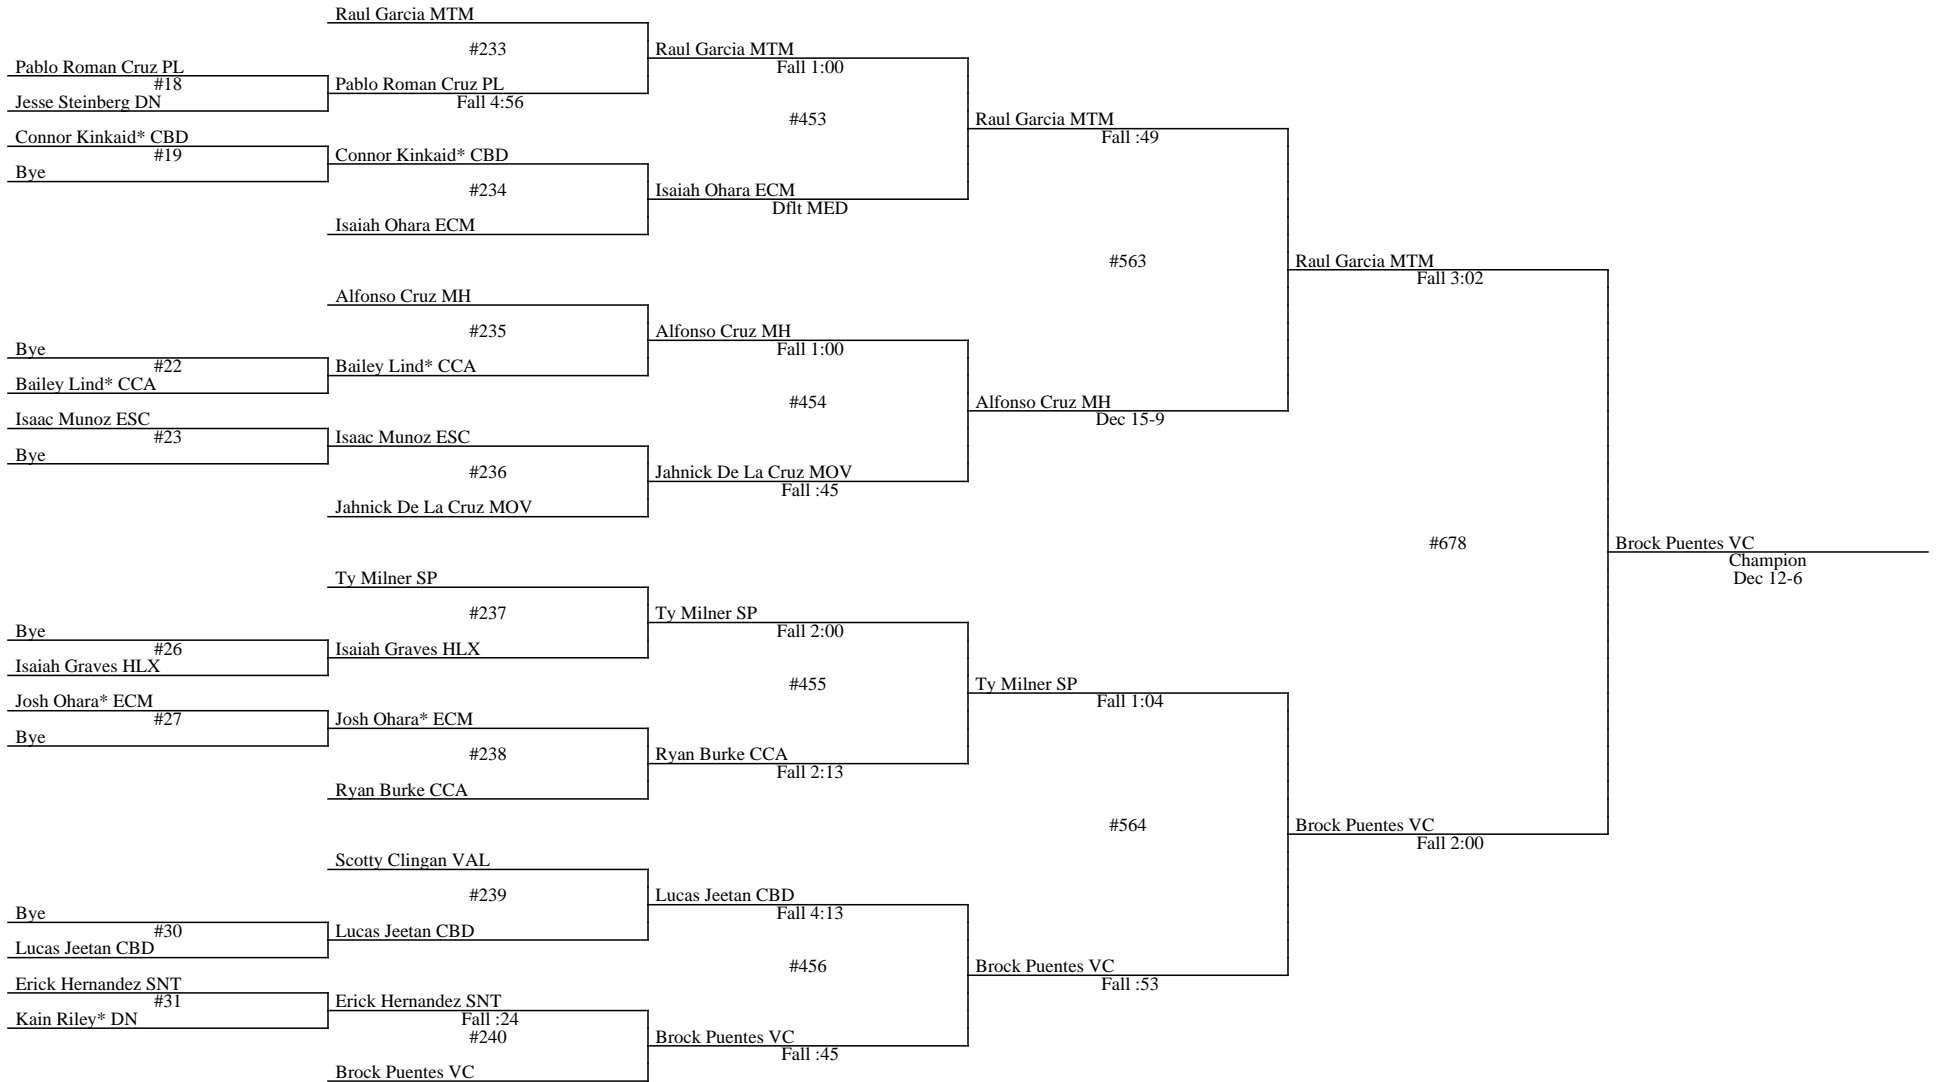 Raul Garcia MTM
#233
Raul Garcia MTM
Fall 1:00
Pablo Roman Cruz PL
#18
Pablo Roman Cruz PL
Fall 4:56
Jesse Steinberg DN
#453
Raul Garcia MTM
Fall :49
Connor Kinkaid* CBD
#19
Connor Kinkaid* CBD
Bye
#234
Isaiah Ohara ECM
Dflt MED
Isaiah Ohara ECM
#563
Raul Garcia MTM
Fall 3:02
Alfonso Cruz MH
#235
Alfonso Cruz MH
Fall 1:00
Bye
#22
Bailey Lind* CCA
Bailey Lind* CCA
#454
Alfonso Cruz MH
Dec 15-9
Isaac Munoz ESC
#23
Isaac Munoz ESC
Bye
#236
Jahnick De La Cruz MOV
Fall :45
Jahnick De La Cruz MOV
#678
Brock Puentes VC
Champion
Dec 12-6
Ty Milner SP
#237
Ty Milner SP
Fall 2:00
Bye
#26
Isaiah Graves HLX
Isaiah Graves HLX
#455
Ty Milner SP
Fall 1:04
Josh Ohara* ECM
#27
Josh Ohara* ECM
Bye
#238
Ryan Burke CCA
Fall 2:13
Ryan Burke CCA
#564
Brock Puentes VC
Fall 2:00
Scotty Clingan VAL
#239
Lucas Jeetan CBD
Fall 4:13
Bye
#30
Lucas Jeetan CBD
Lucas Jeetan CBD
#456
Brock Puentes VC
Fall :53
Erick Hernandez SNT
#31
Erick Hernandez SNT
Fall :24
Kain Riley* DN
#240
Brock Puentes VC
Fall :45
Brock Puentes VC